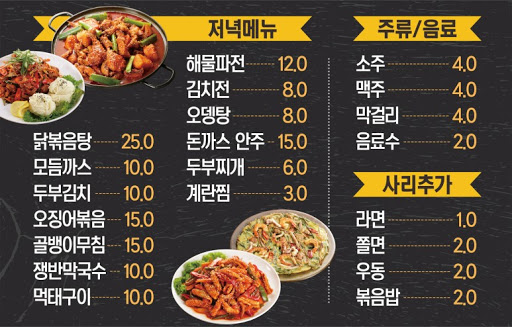 저녁메뉴
닭볶음탕 25.0
모듬까스 10.0
두부김치 10.0
오징어볶음 15.0
골뱅이무침 15.0
쟁반막국수 10.0
먹태구이 10.0
해물파전 12.0
김치전 8.0
오뎅탕 8.0
돈까스 안주 15.0
두부찌개 6.0
계란찜 3.0
주류/음료
소주 4.0
맥주 4.0
막걸리 4.0
음료수 2.0
사리추가
라면 1.0
쫄면 2.0
우동 2.0
볶음밥 2.0